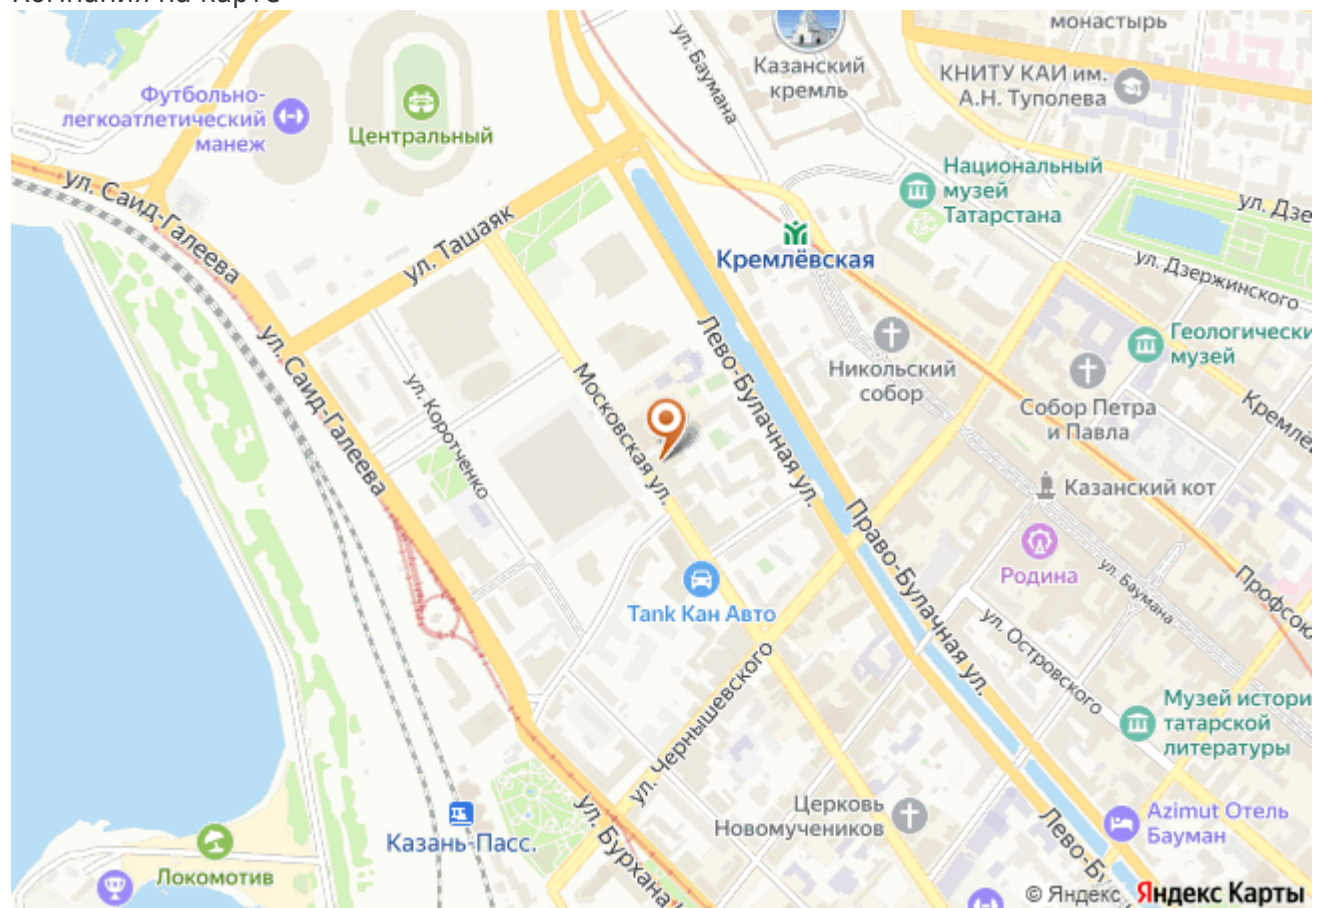 Компания на карте
монастырь
Казанский
кремль
КНИТУ КАИ им.
А.Н. Туполева
ул. Баумана
Футбольно-
легкоатлетический
манеж
Центральный
Национальный
музей
Татарстана
ул. Дзе
ул. Саид-Галеева
ул. Ташаяк
Кремлёвская
ул. Дзержинского
Геологически
музей
Никольский
собор
Собор Петра
и Павла
Кремлё
ул. Саид-Галеева
ул. Коротченко
Московская ул.
Лево-Булачная ул.
Казанский кот
Право-Булачная ул.
Родина
ул. Баумана
Профсою
Tank Кан Авто
ул. Островского
ул. Чернышевского
Музей истори
татарской
литературы
Церковь
Новомучеников
Azimut Отель
Бауман
Казань-Пасс.
ул. Бурхана
Лево-Бу
Локомотив
© Яндекс Яндекс Карты